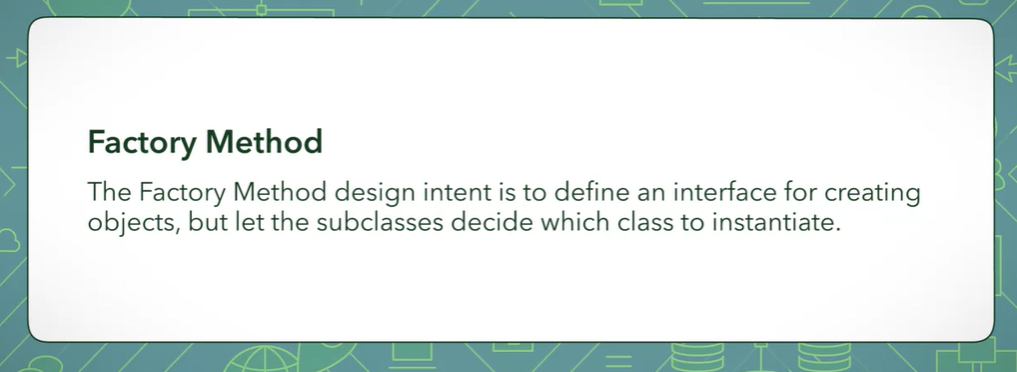 Factory Method
The Factory Method design intent is to define an interface for creating
objects, but let the subclasses decide which class to instantiate.